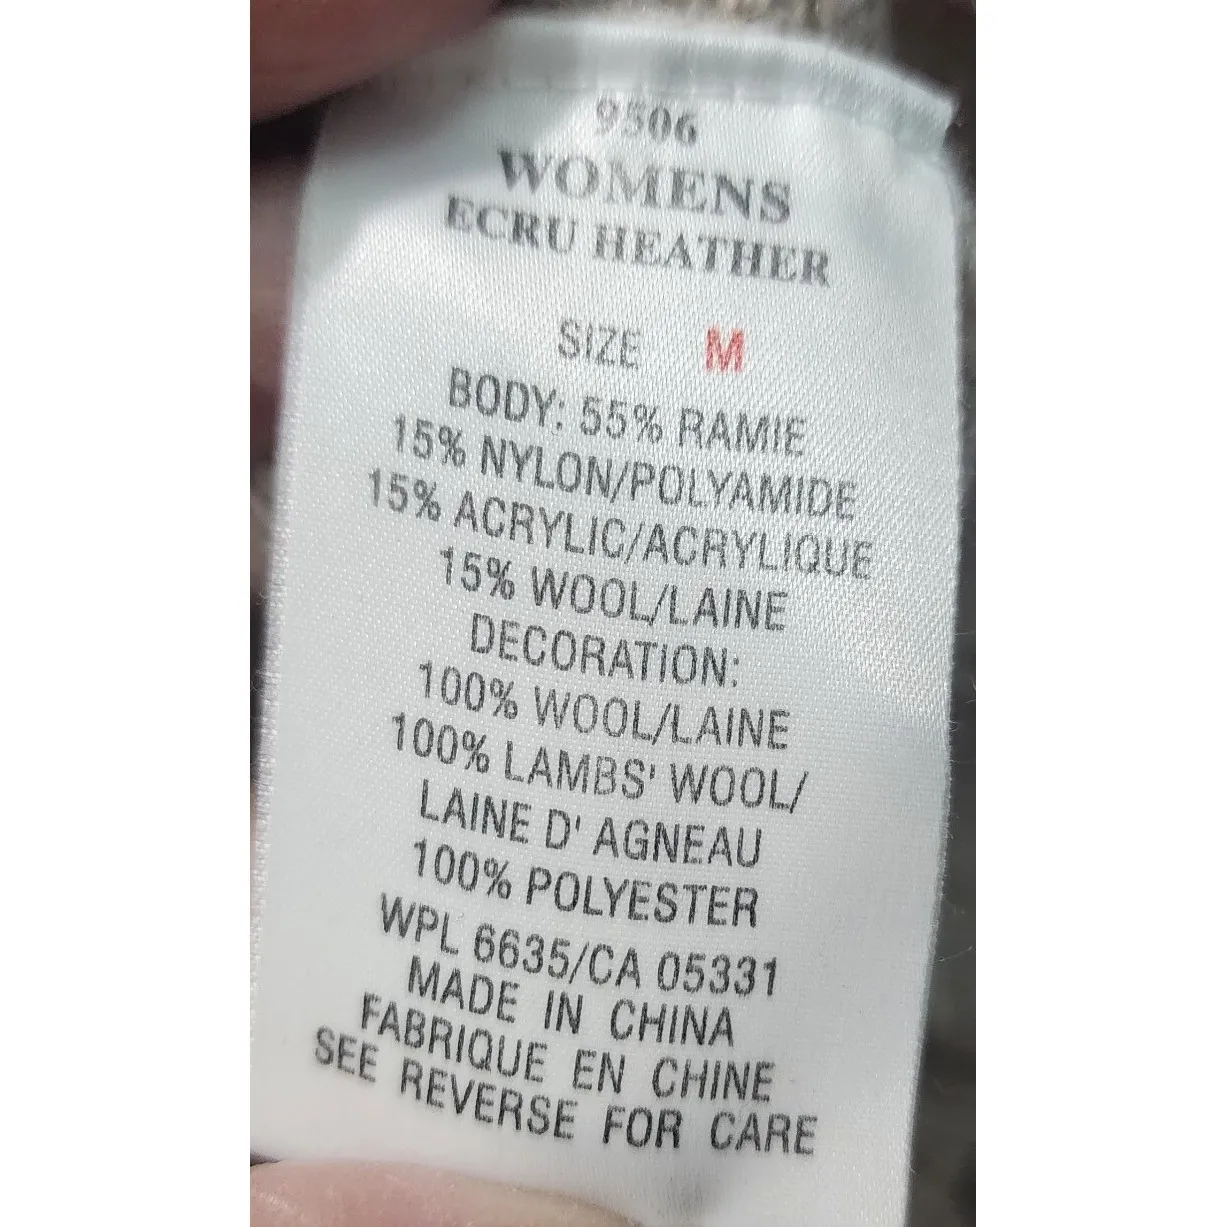 9506
WOMENS
ECRU HEATHER
SIZE M
BODY: 55% RAMIE
15% NYLON/POLYAMIDE
15% ACRYLIC/ACRYLIQUE
15% WOOL/LAINE
DECORATION:
100% WOOL/LAINE
100% LAMBS' WOOL/
LAINE D' AGNEAU
100% POLYESTER
WPL 6635/CA 05331
MADE IN CHINA
FABRIQUE EN CHINE
SEE REVERSE FOR CARE